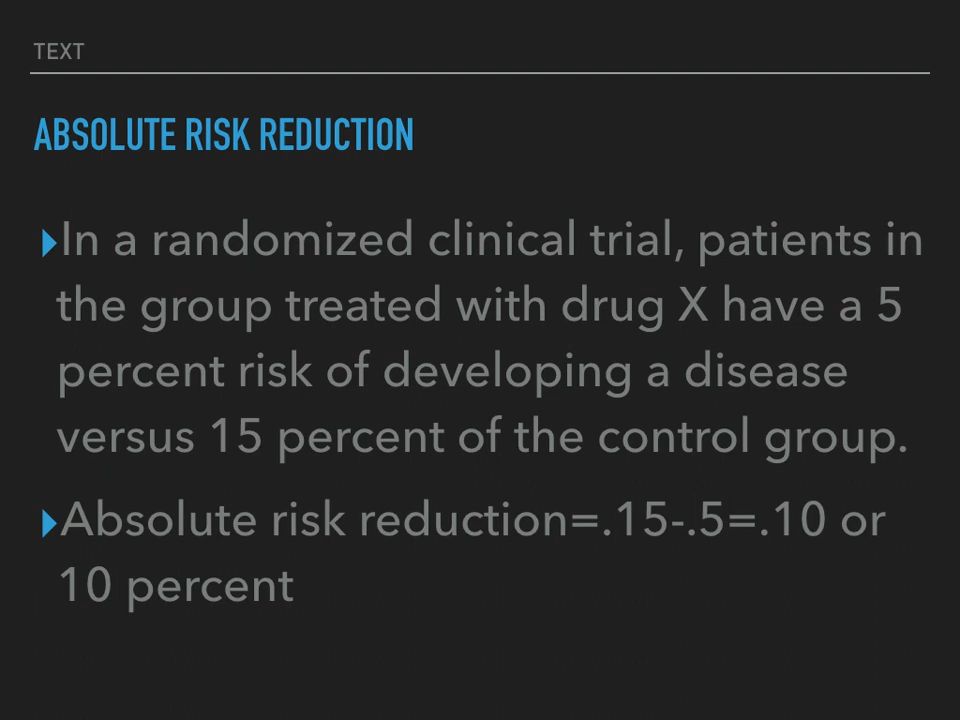 TEXT
ABSOLUTE RISK REDUCTION
▸In a randomized clinical trial, patients in
the group treated with drug X have a 5
percent risk of developing a disease
versus 15 percent of the control group.
▸Absolute risk reduction=.15-.5=.10 or
10 percent